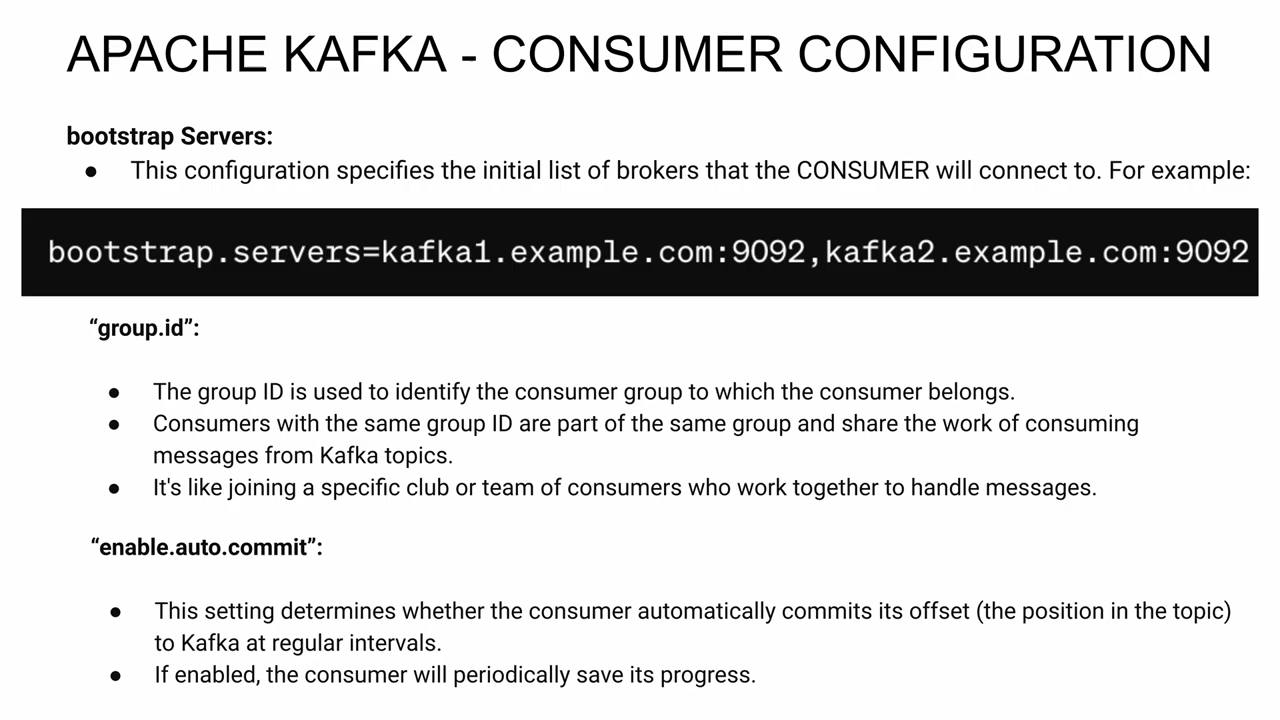 APACHE KAFKA - CONSUMER CONFIGURATION
bootstrap Servers:
● This configuration specifies the initial list of brokers that the CONSUMER will connect to. For example:
bootstrap.servers=kafka1.example.com:9092,kafka2.example.com:9092
“group.id”:
● The group ID is used to identify the consumer group to which the consumer belongs.
● Consumers with the same group ID are part of the same group and share the work of consuming
messages from Kafka topics.
● It's like joining a specific club or team of consumers who work together to handle messages.
“enable.auto.commit”:
● This setting determines whether the consumer automatically commits its offset (the position in the topic)
to Kafka at regular intervals.
● If enabled, the consumer will periodically save its progress.